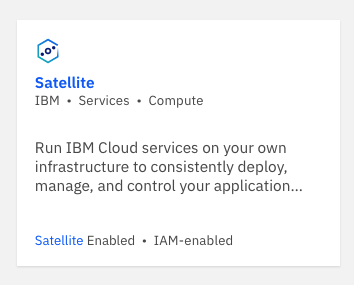 Satellite
IBM • Services • Compute
Run IBM Cloud services on your own
infrastructure to consistently deploy,
manage, and control your application...
Satellite Enabled • IAM-enabled